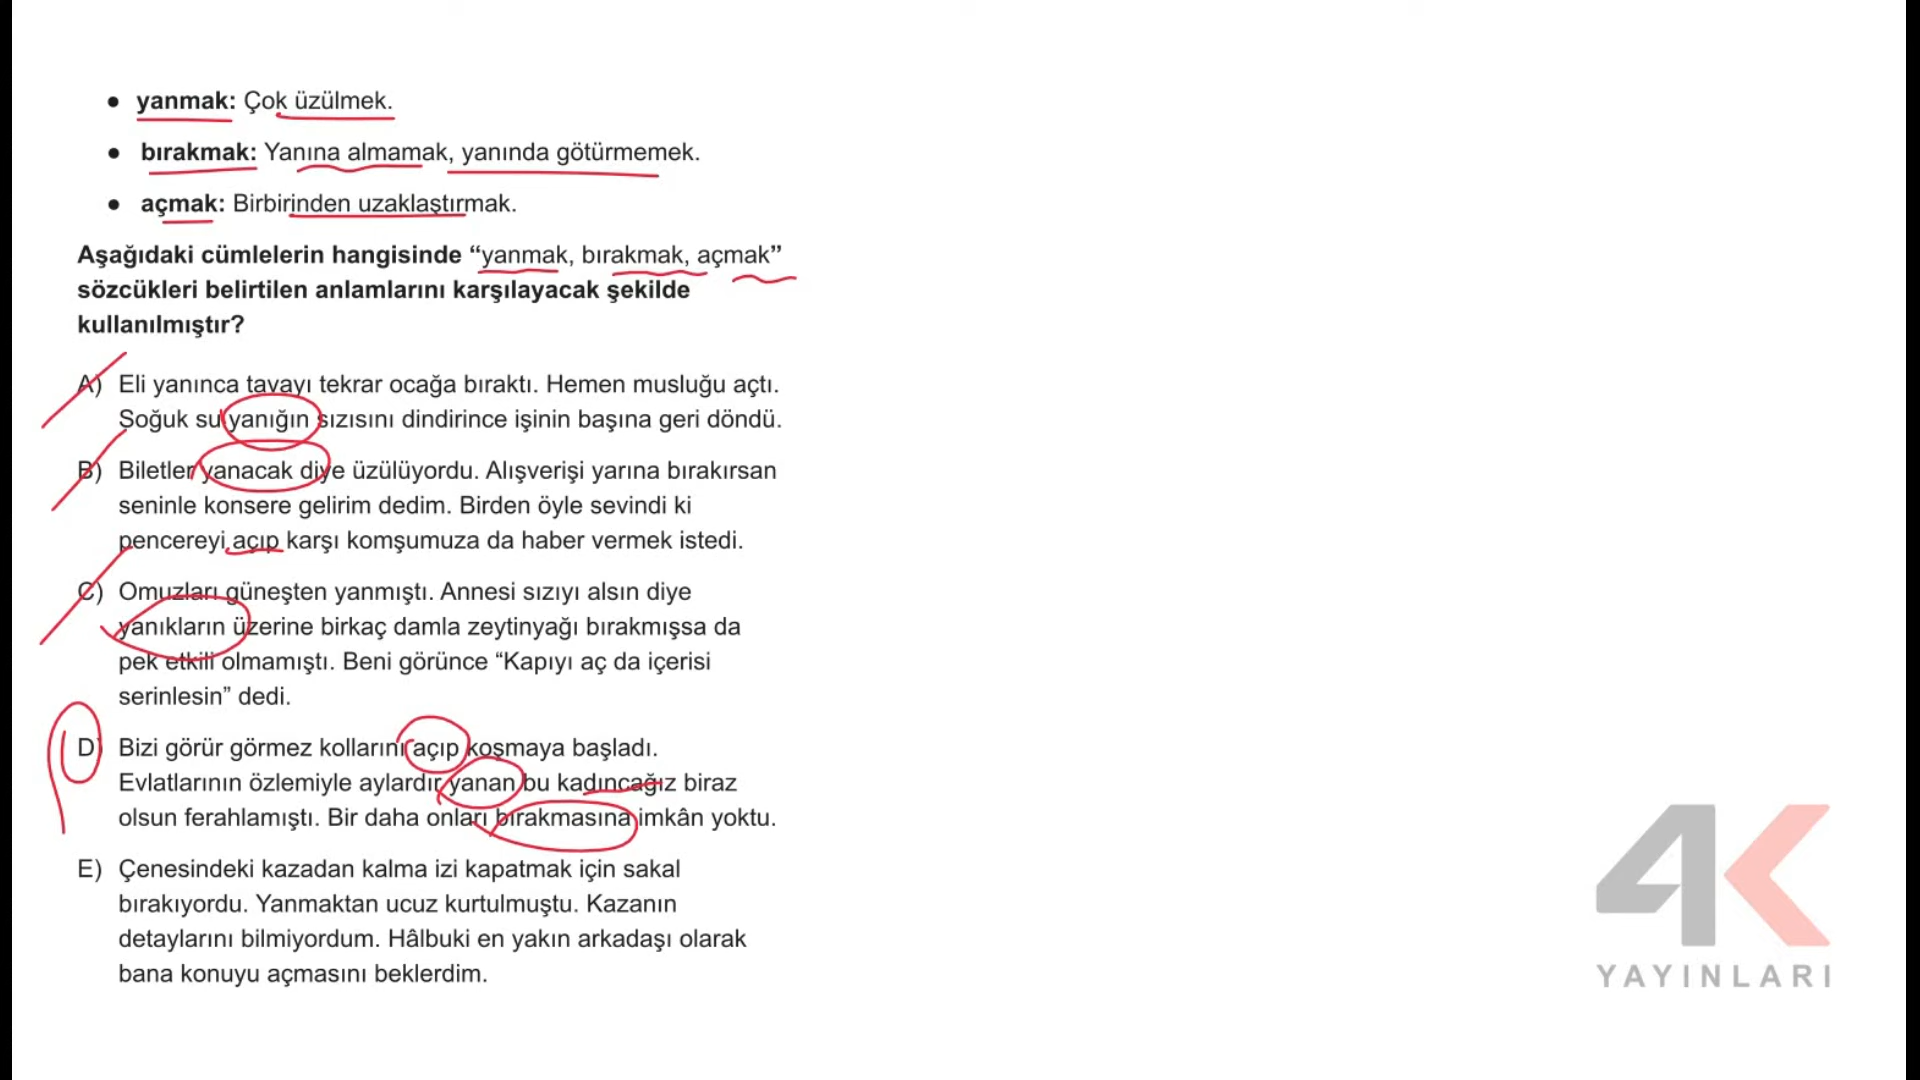 ● yanmak: Çok üzülmek.
● bırakmak: Yanına almamak, yanında götürmemek.
● açmak: Birbirinden uzaklaştırmak.
Aşağıdaki cümlelerin hangisinde “yanmak, bırakmak, açmak”
sözcükleri belirtilen anlamlarını karşılayacak şekilde
kullanılmıştır?
A) Eli yanınca tavayı tekrar ocağa bıraktı. Hemen musluğu açtı.
Soğuk su yanığın sızısını dindirince işinin başına geri döndü.
B) Biletler yanacak diye üzülüyordu. Alışverişi yarına bırakırsan
seninle konsere gelirim dedim. Birden öyle sevindi ki
pencereyi açıp karşı komşumuza da haber vermek istedi.
C) Omuzları güneşten yanmıştı. Annesi sızıyı alsın diye
yanıkların üzerine birkaç damla zeytinyağı bırakmışsa da
pek etkili olmamıştı. Beni görünce “Kapıyı aç da içerisi
serinlesin” dedi.
D) Bizi görür görmez kollarını açıp koşmaya başladı.
Evlatlarının özlemiyle aylardır yanan bu kadıncağız biraz
olsun ferahlamıştı. Bir daha onları bırakmasına imkân yoktu.
E) Çenesindeki kazadan kalma izi kapatmak için sakal
bırakıyordu. Yanmaktan ucuz kurtulmuştu. Kazanın
detaylarını bilmiyordum. Hâlbuki en yakın arkadaşı olarak
bana konuyu açmasını beklerdim.
4K
YAYINLARI